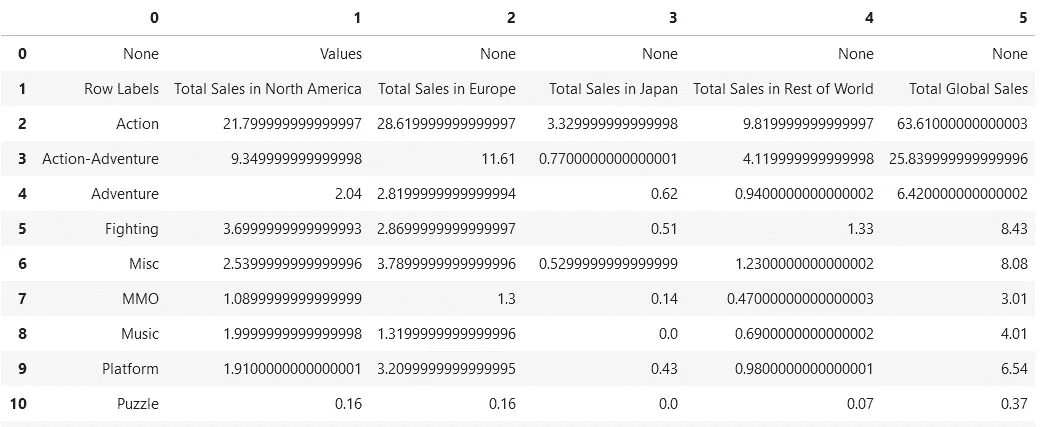 0 1 2 3 4 5
0 None Values None None None None
1 Row Labels Total Sales in North America Total Sales in Europe Total Sales in Japan Total Sales in Rest of World Total Global Sales
2 Action 21.799999999999997 28.619999999999997 3.329999999999998 9.819999999999997 63.61000000000003
3 Action-Adventure 9.349999999999998 11.61 0.7700000000000001 4.119999999999998 25.839999999999996
4 Adventure 2.04 2.8199999999999994 0.62 0.9400000000000002 6.420000000000002
5 Fighting 3.6999999999999993 2.8699999999999997 0.51 1.33 8.43
6 Misc 2.5399999999999996 3.7899999999999996 0.5299999999999999 1.2300000000000002 8.08
7 MMO 1.0899999999999999 1.3 0.14 0.47000000000000003 3.01
8 Music 1.9999999999999998 1.3199999999999996 0.0 0.6900000000000002 4.01
9 Platform 1.9100000000000001 3.2099999999999995 0.43 0.9800000000000001 6.54
10 Puzzle 0.16 0.16 0.0 0.07 0.37